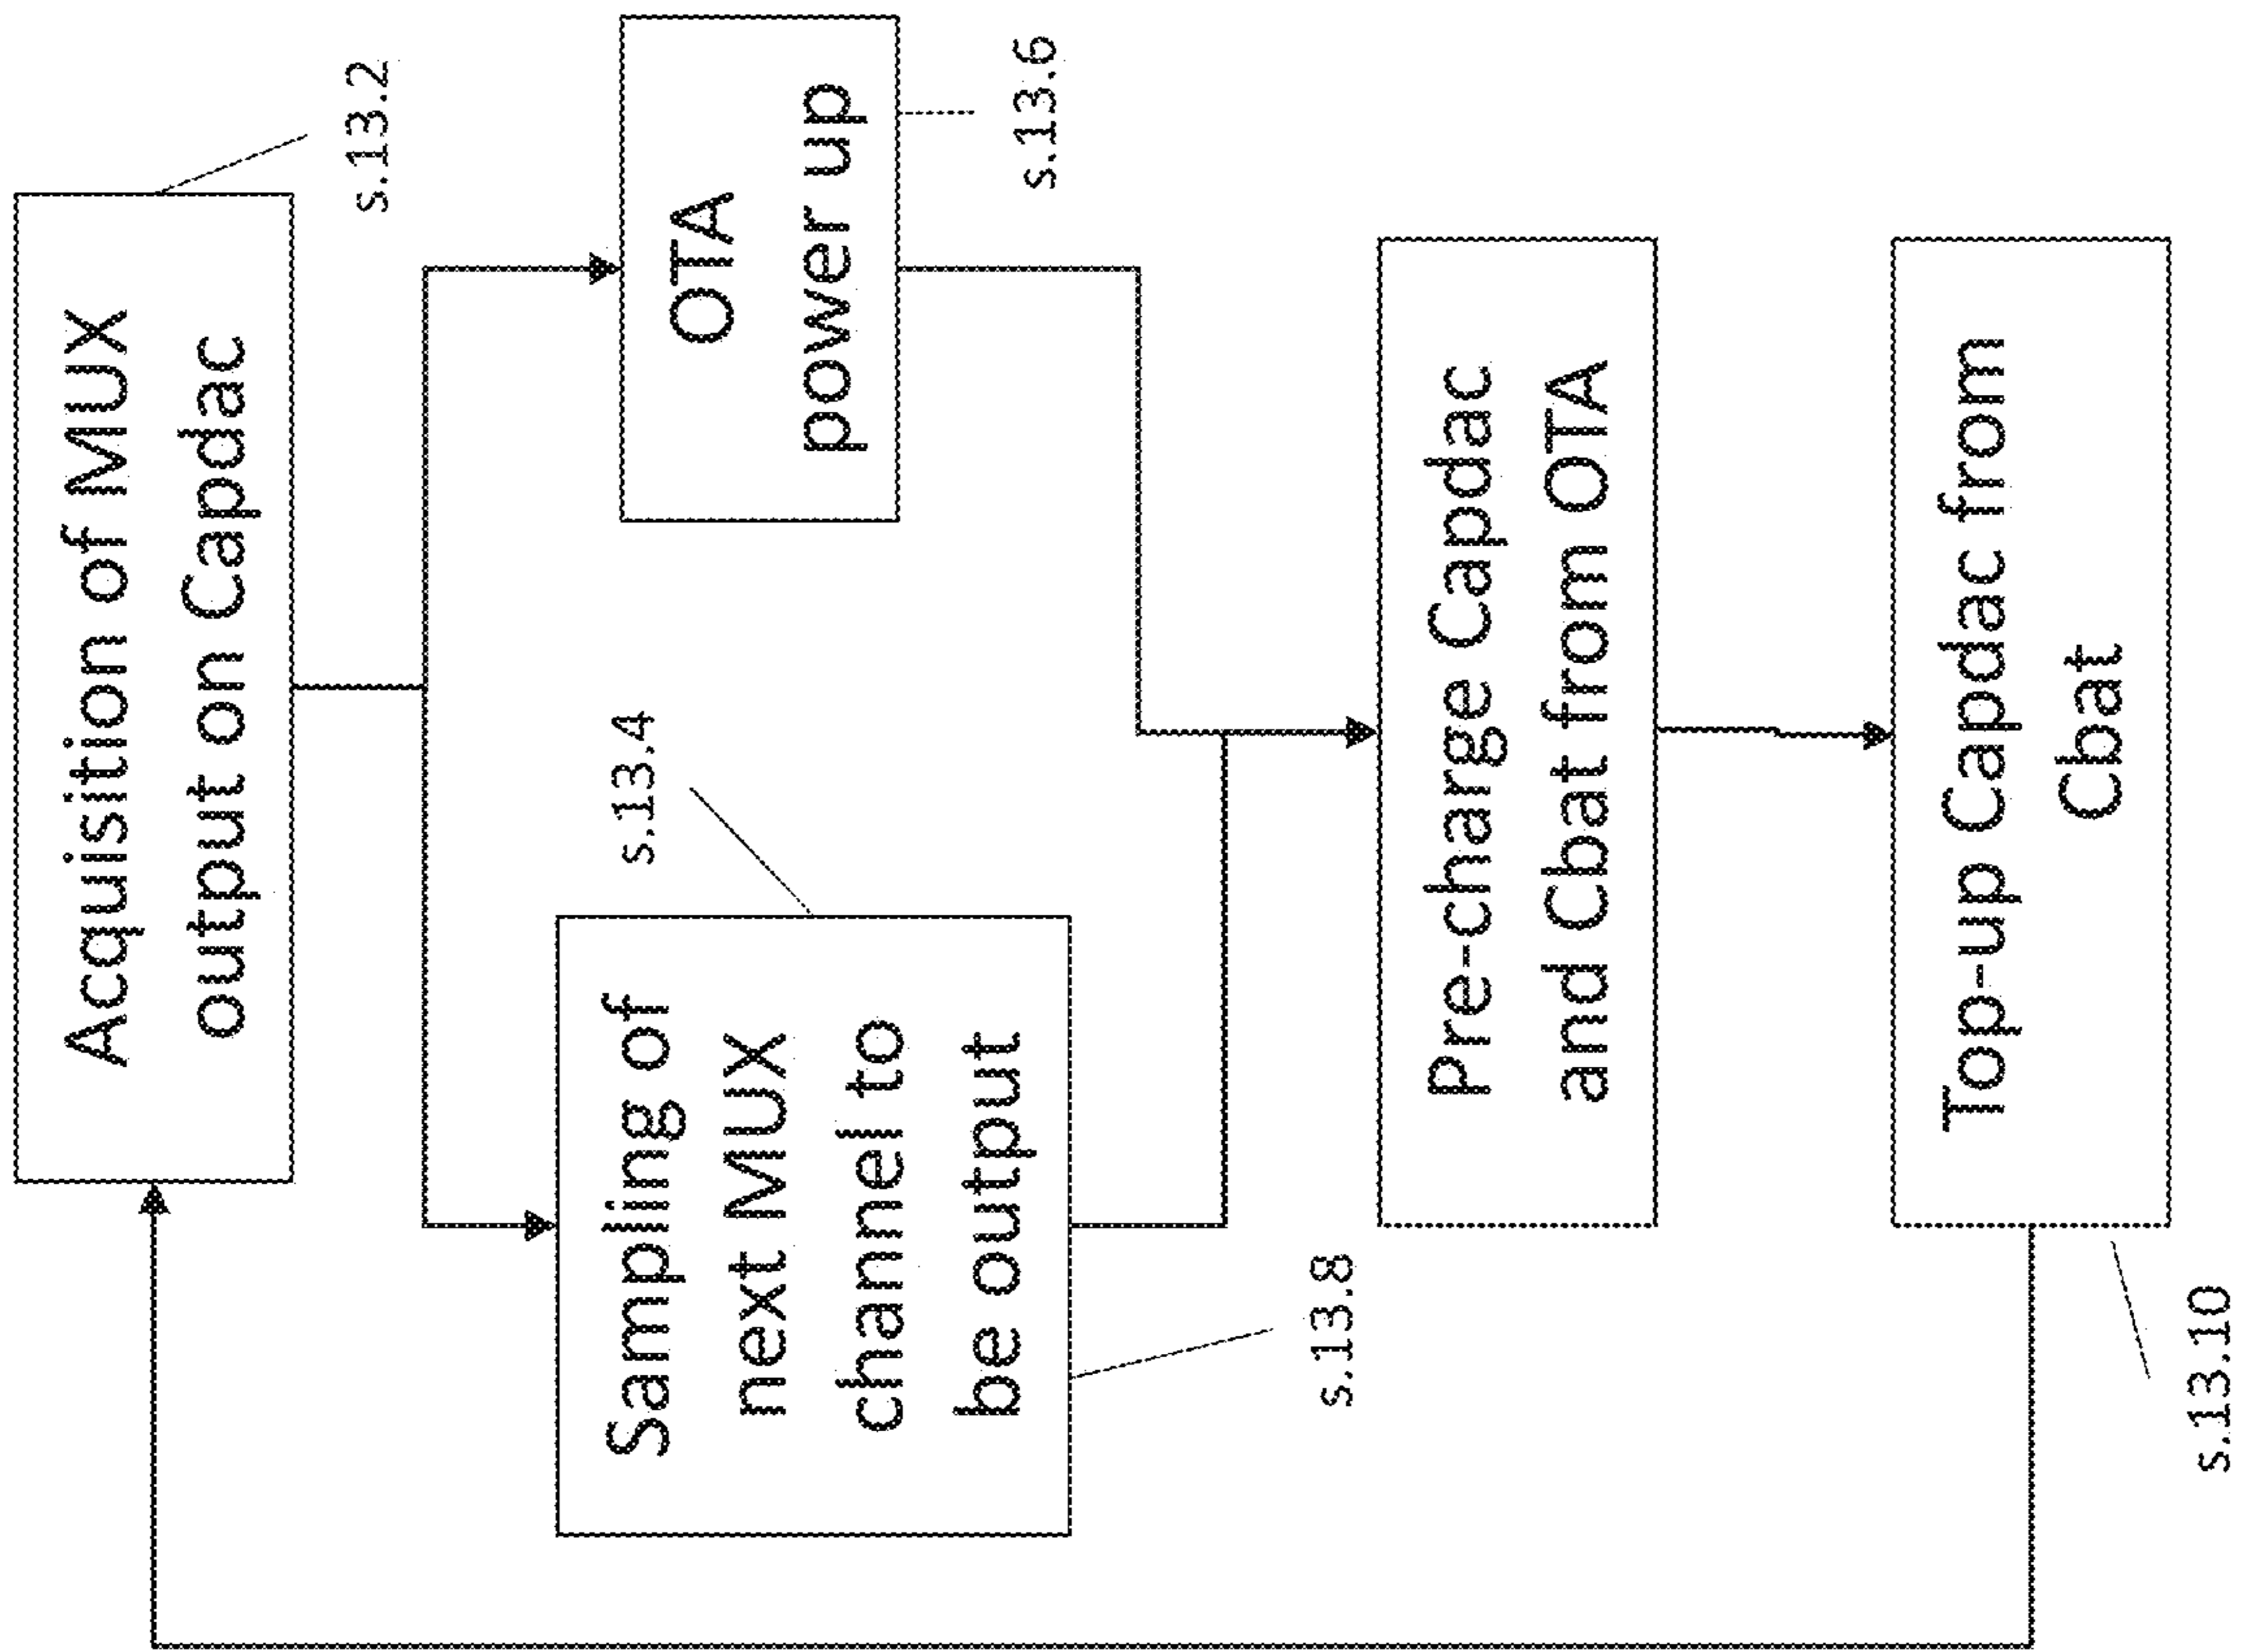 Acquisition of MUX
output on Capdac
s.13.2
s.13.4
Sampling of
next MUX
channel to
be output
OTA
power up
s.13.6
s.13.8
Pre-charge Capdac
and Cbat from OTA
Top-up Capdac from
Cbat
s.13.10